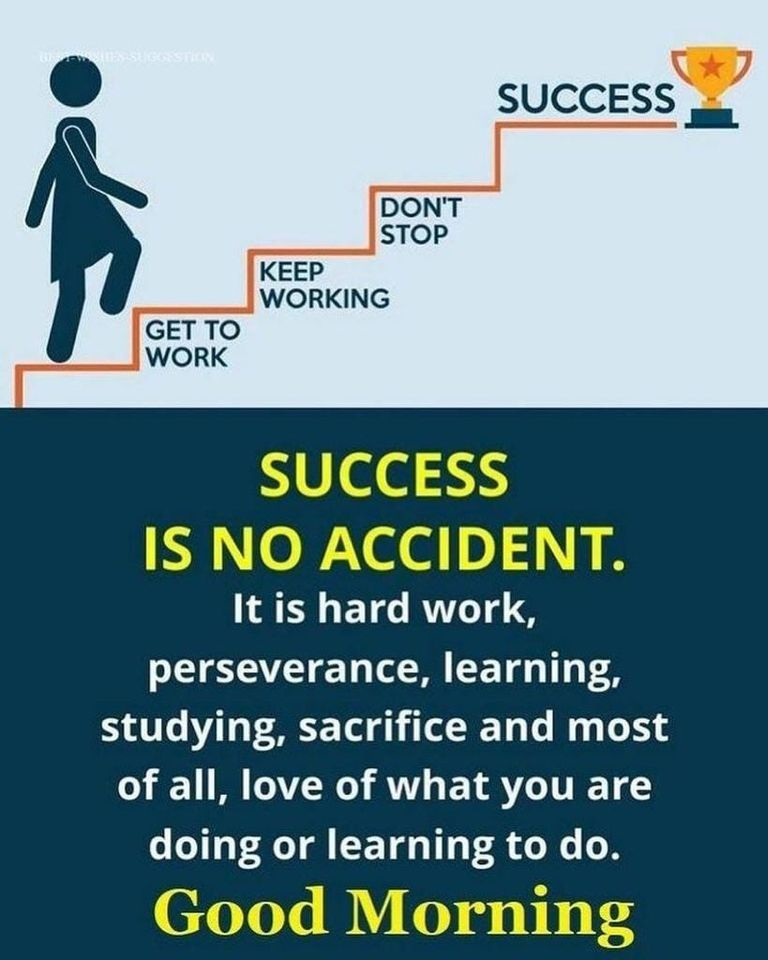 BEST-WISHES-SUGGESTION
SUCCESS
DON'T
STOP
KEEP
WORKING
GET TO
WORK
SUCCESS
IS NO ACCIDENT.
It is hard work,
perseverance, learning,
studying, sacrifice and most
of all, love of what you are
doing or learning to do.
Good Morning